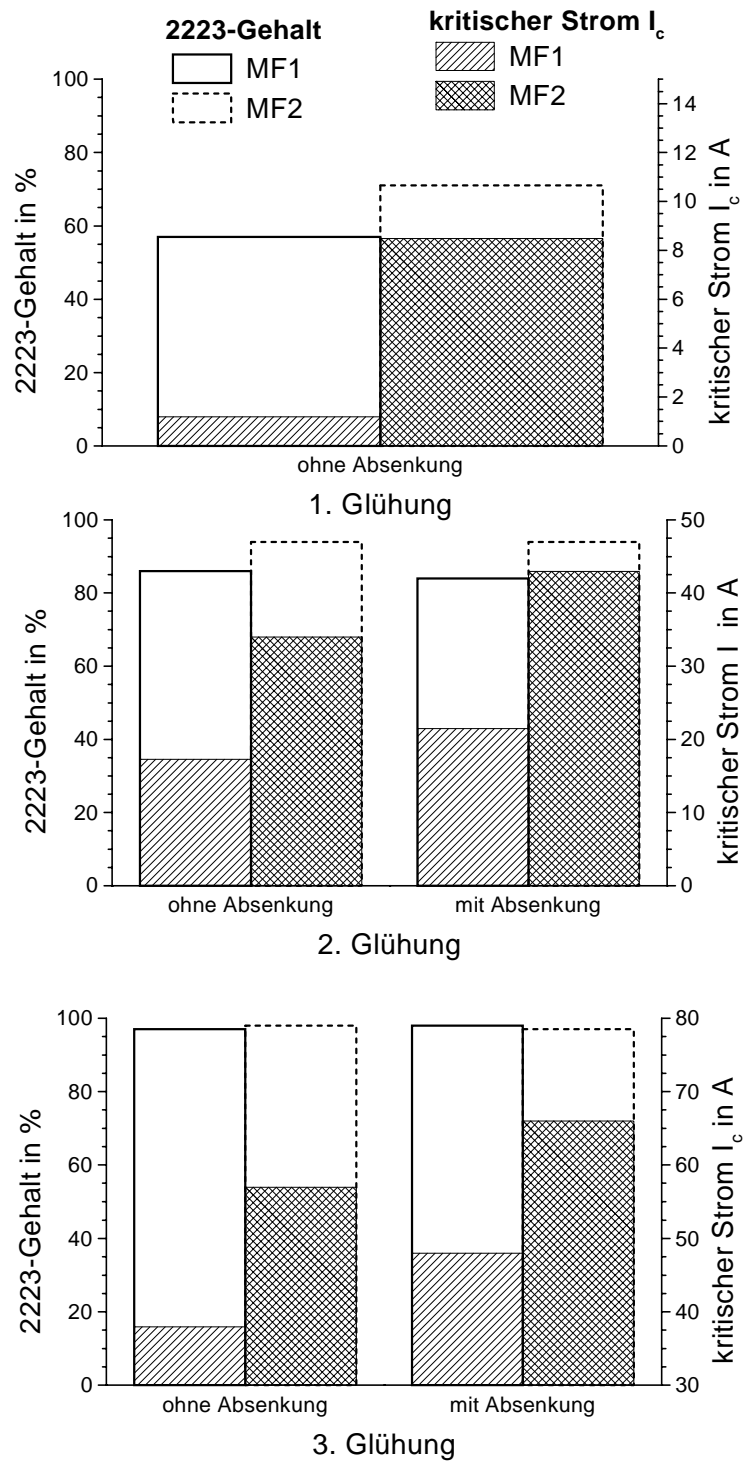 2223-Gehalt
MF1
MF2
kritischer Strom I_c
MF1
MF2
2223-Gehalt in %
100
80
60
40
20
0
14
12
10
8
6
4
2
0
kritischer Strom I_c in A
ohne Absenkung
1. Glühung
2223-Gehalt in %
100
80
60
40
20
0
50
40
30
20
10
0
kritischer Strom I in A
ohne Absenkung
mit Absenkung
2. Glühung
2223-Gehalt in %
100
80
60
40
20
0
80
70
60
50
40
30
kritischer Strom I_c in A
ohne Absenkung
mit Absenkung
3. Glühung